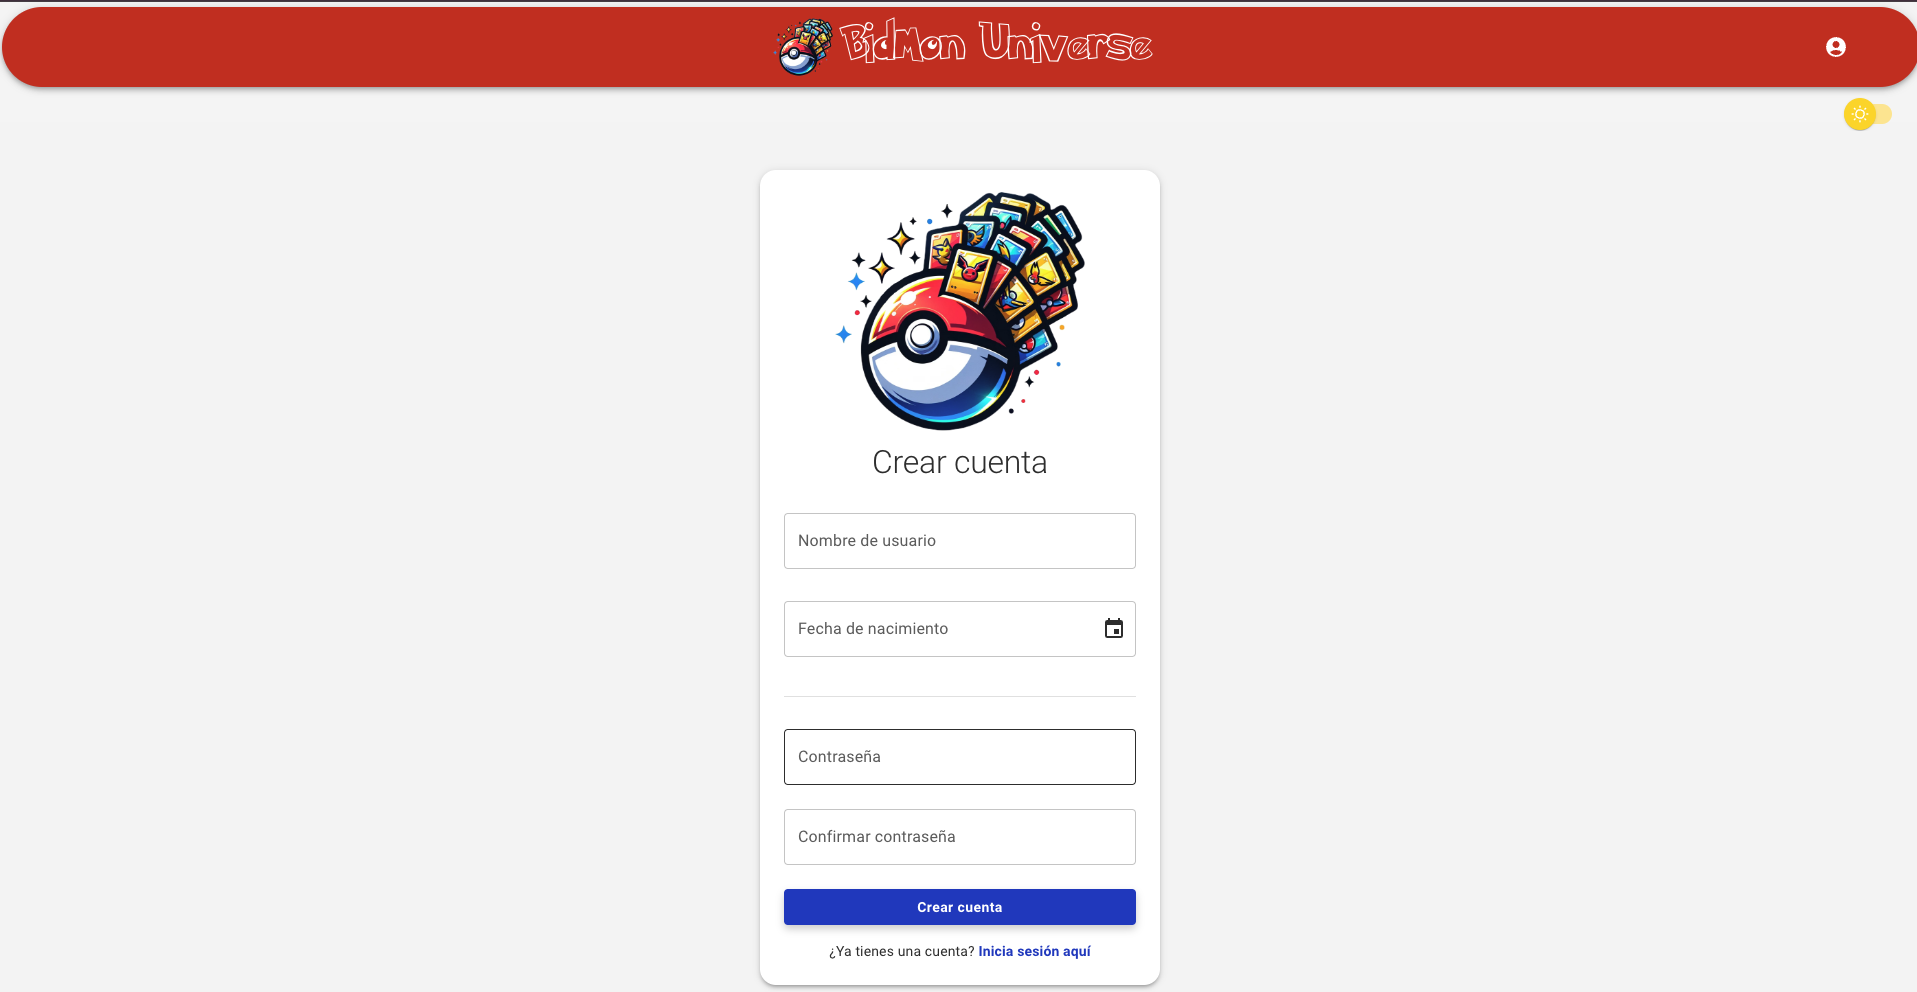 BidMon Universe
Crear cuenta
Nombre de usuario
Fecha de nacimiento
Contraseña
Confirmar contraseña
Crear cuenta
¿Ya tienes una cuenta? Inicia sesión aquí